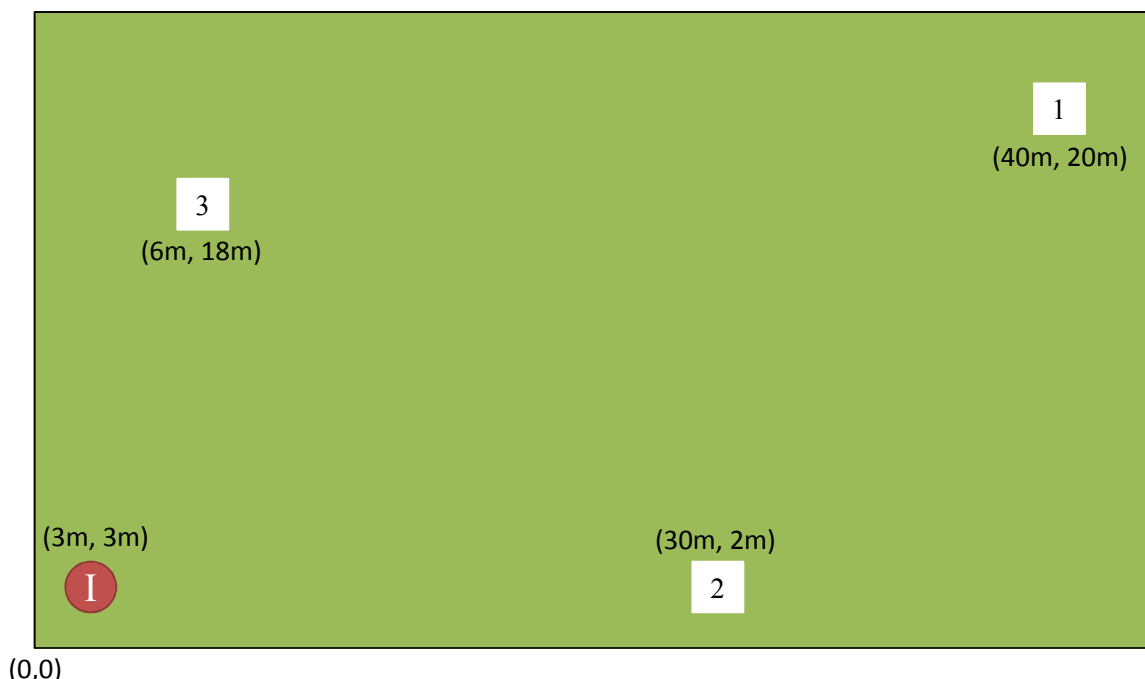 1
(40m, 20m)
3
(6m, 18m)
(3m, 3m)
(30m, 2m)
I
2
(0,0)